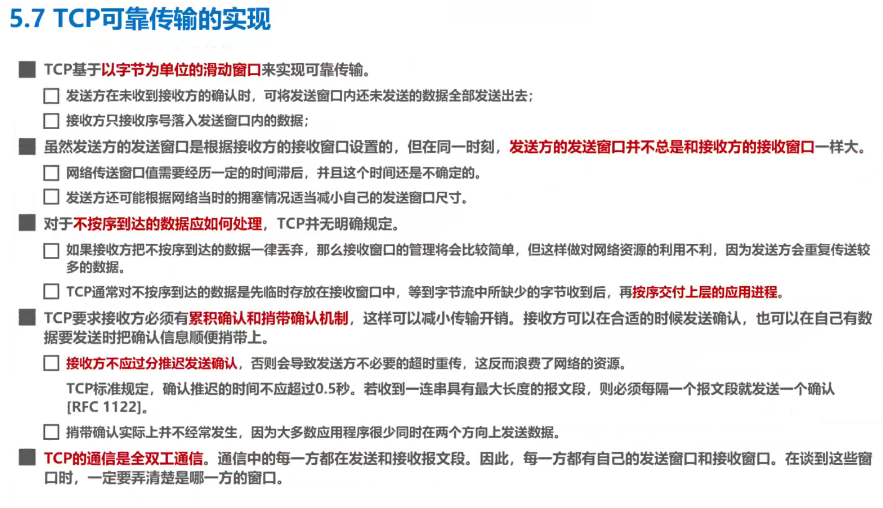 5.7 TCP可靠传输的实现
TCP基于以字节为单位的滑动窗口来实现可靠传输。
发送方在未收到接收方的确认时，可将发送窗口内还未发送的数据全部发送出去；
接收方只接收序号落入发送窗口内的数据；
虽然发送方的发送窗口是根据接收方的接收窗口设置的，但在同一时刻，发送方的发送窗口并不总是和接收方的接收窗口一样大。
网络传送窗口值需要经历一定的时间滞后，并且这个时间还是不确定的。
发送方还可能根据网络当时的拥塞情况适当减小自己的发送窗口尺寸。
对于不按序到达的数据应如何处理，TCP并无明确规定。
如果接收方把不按序到达的数据一律丢弃，那么接收窗口的管理将会比较简单，但这样做对网络资源的利用不利，因为发送方会重复传送较
多的数据。
TCP通常对不按序到达的数据是先临时存放在接收窗口中，等到字节流中所缺少的字节收到后，再按序交付上层的应用进程。
TCP要求接收方必须有累积确认和捎带确认机制，这样可以减小传输开销。接收方可以在合适的时候发送确认，也可以在自己有数
据要发送时把确认信息顺便捎带上。
接收方不应过分推迟发送确认，否则会导致发送方不必要的超时重传，这反而浪费了网络的资源。
TCP标准规定，确认推迟的时间不应超过0.5秒。若收到一连串具有最大长度的报文段，则必须每隔一个报文段就发送一个确认
[RFC 1122]。
捎带确认实际上并不经常发生，因为大多数应用程序很少同时在两个方向上发送数据。
TCP的通信是全双工通信。通信中的每一方都在发送和接收报文段。因此，每一方都有自己的发送窗口和接收窗口。在谈到这些窗
口时，一定要弄清楚是哪一方的窗口。